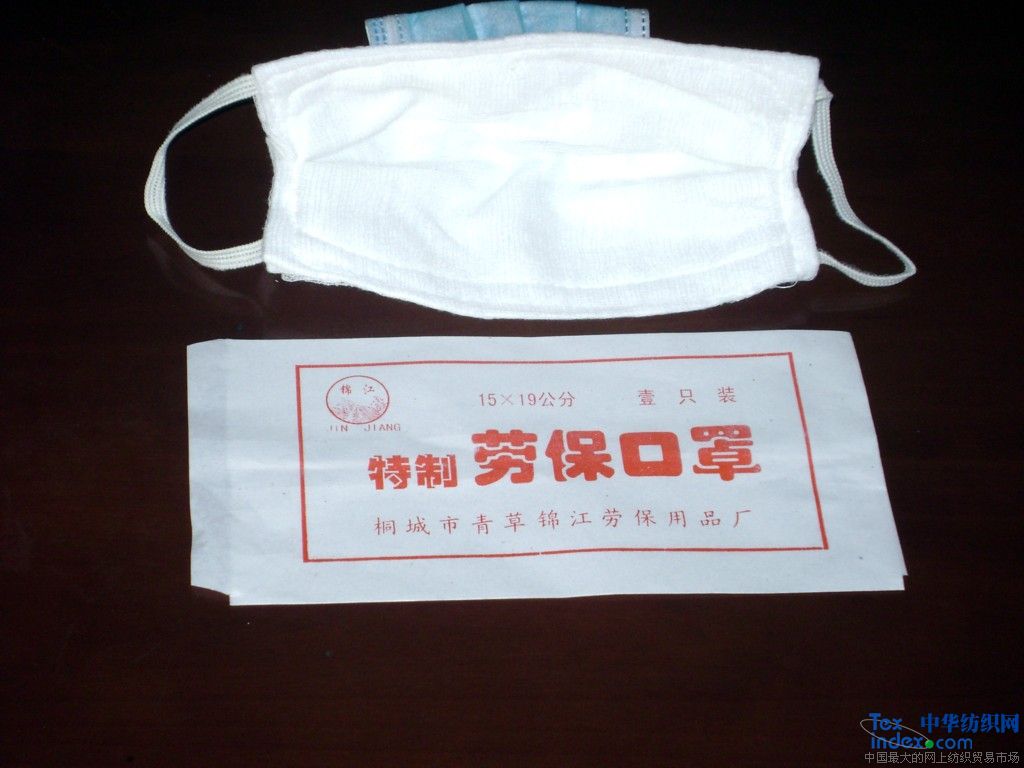 锦江
JIN JIANG
15×19公分 壹只装
特制 劳保口罩
桐城市青草锦江劳保用品厂
Tex 中华纺织网
index.com
中国最大的网上纺织贸易市场